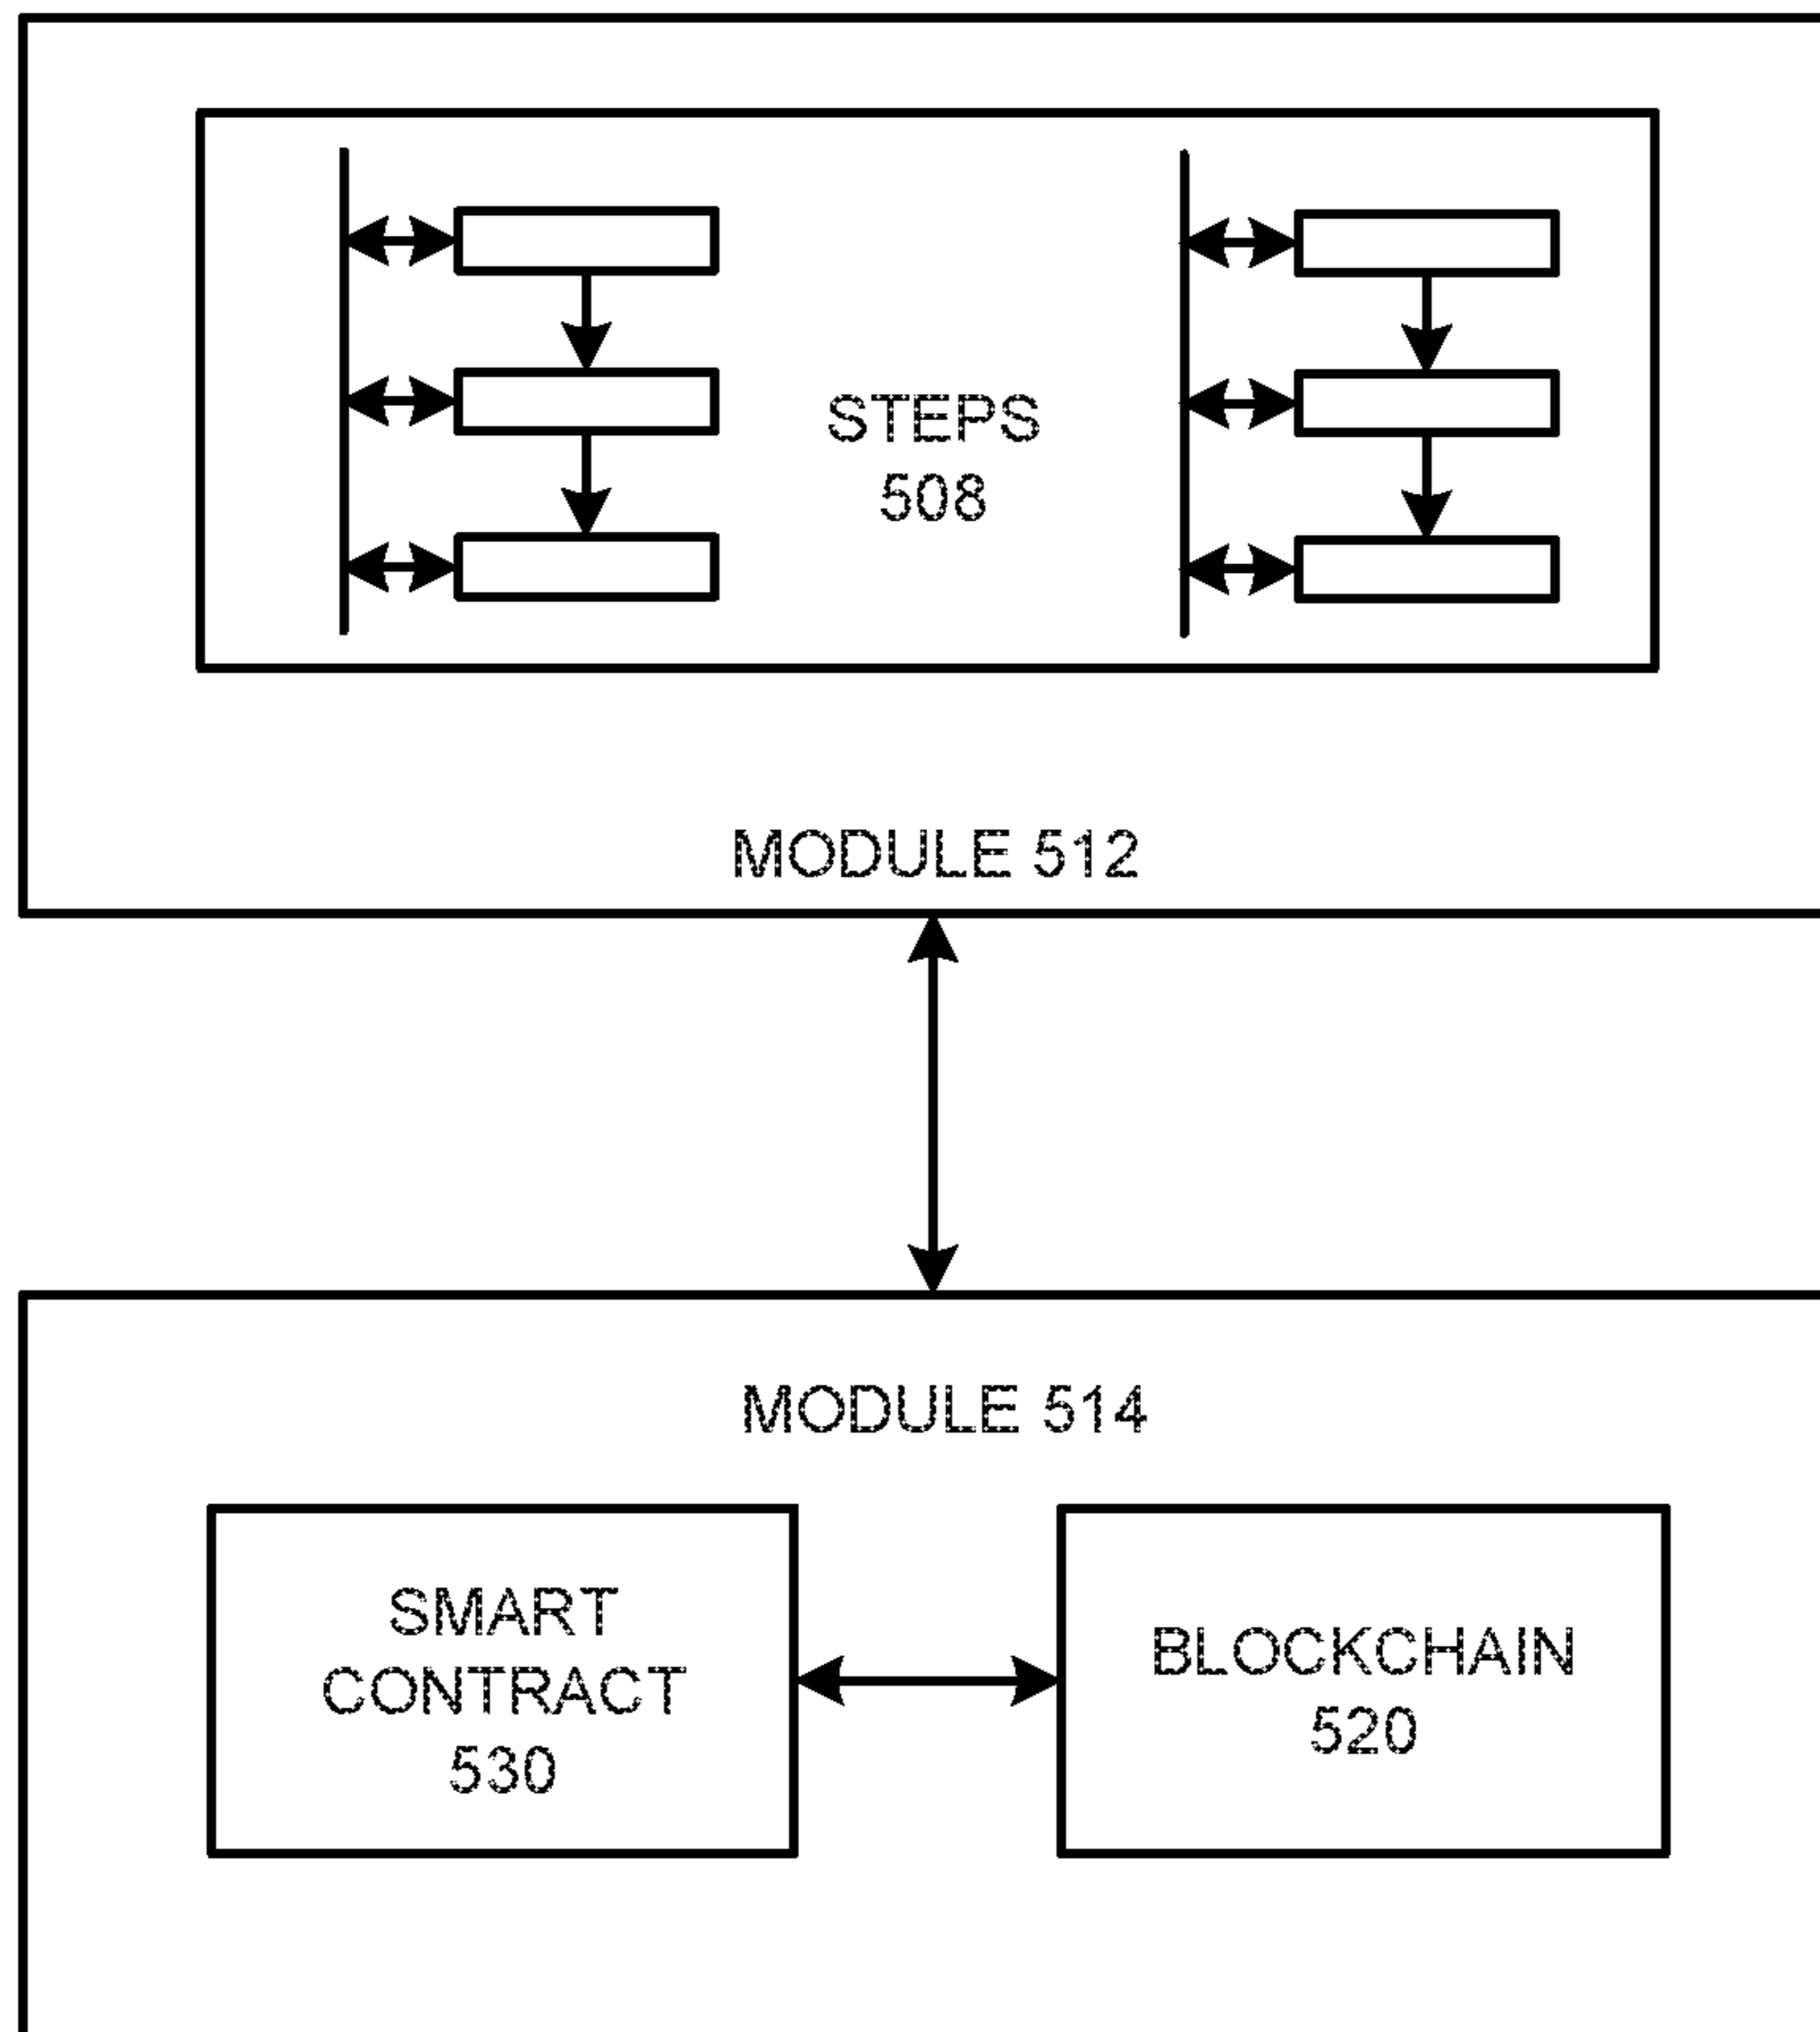 STEPS
508
MODULE 512
MODULE 514
SMART
CONTRACT
530
BLOCKCHAIN
520